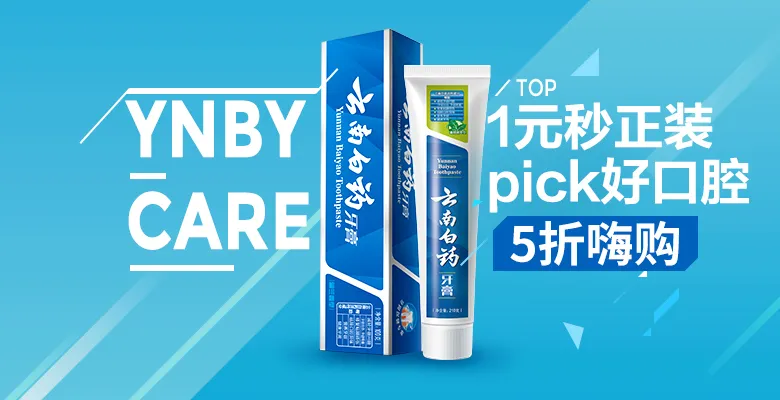 YNBY
CARE
云南白药牙膏
Yunnan Baiyao Toothpaste
Yunnan
Baiyao
Toothpaste
云南白药
牙膏
TOP
1元秒正装
pick好口腔
5折嗨购